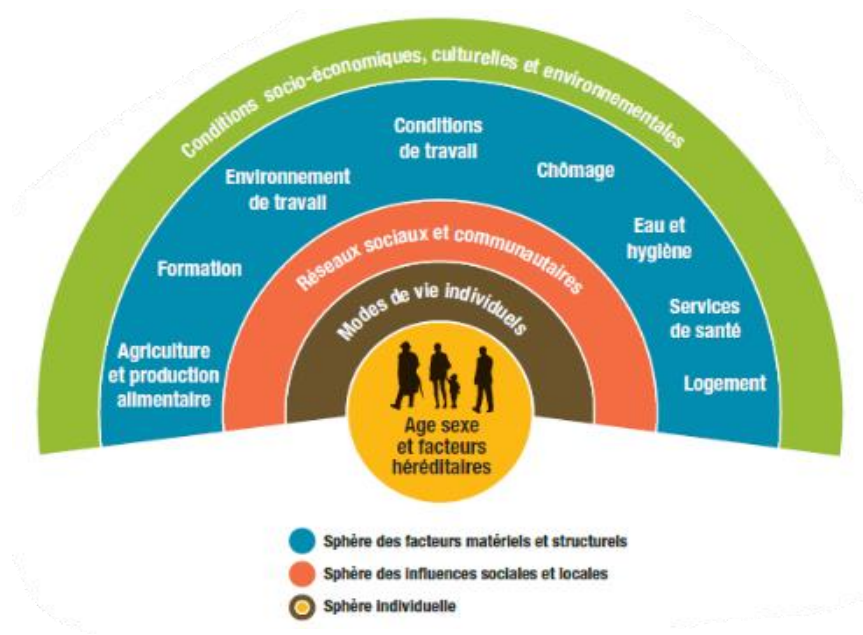 Conditions socio-économiques, culturelles et environnementales
Conditions
de travail
Environnement
de travail
Chômage
Eau et
hygiène
Formation
Réseaux sociaux et communautaires
Modes de vie individuels
Services
de santé
Agriculture
et production
alimentaire
Logement
Age sexe
et facteurs
héréditaires
Sphère des facteurs matériels et structurels
Sphère des influences sociales et locales
Sphère individuelle